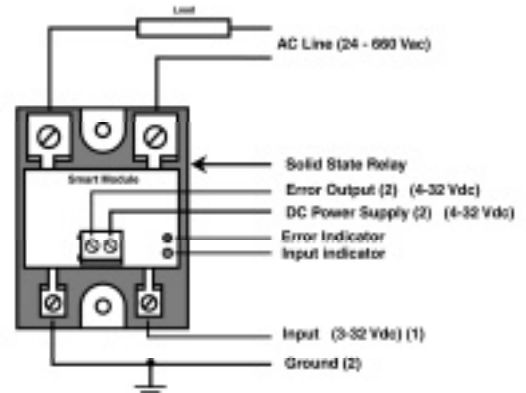 Load
AC Line (24 - 660 Vac)
Solid State Relay
Smart Module
Error Output (2) (4-32 Vdc)
DC Power Supply (2) (4-32 Vdc)
Error Indicator
Input indicator
Input (3-32 Vdc) (1)
Ground (2)